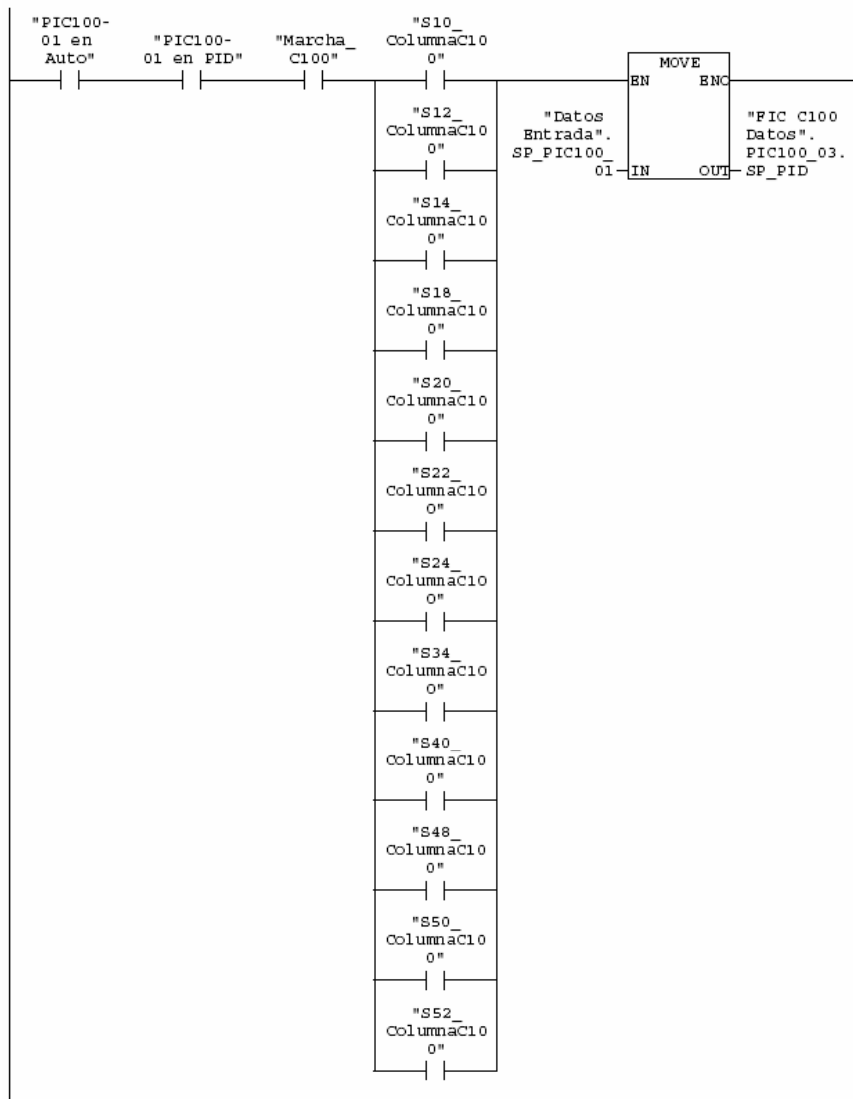 "PIC100-
01 en
Auto"
"PIC100-
01 en PID"
"Marcha_
C100"
"S10_
ColumnaC10
0"
MOVE
EN ENO
"Datos
Entrada".
SP_PIC100_
01
IN OUT
"FIC C100
Datos".
PIC100_03.
SP_PID
"S12_
ColumnaC10
0"
"S14_
ColumnaC10
0"
"S18_
ColumnaC10
0"
"S20_
ColumnaC10
0"
"S22_
ColumnaC10
0"
"S24_
ColumnaC10
0"
"S34_
ColumnaC10
0"
"S40_
ColumnaC10
0"
"S48_
ColumnaC10
0"
"S50_
ColumnaC10
0"
"S52_
ColumnaC10
0"